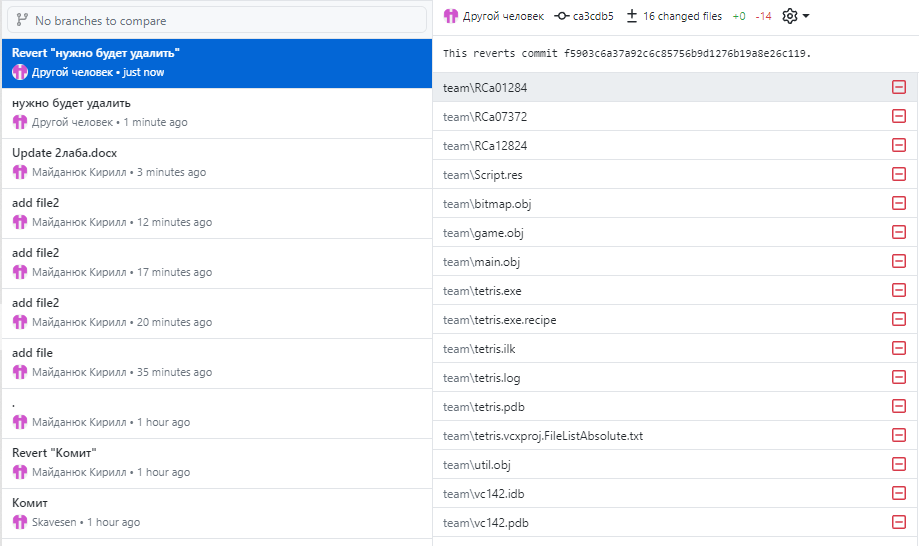 No branches to compare
Revert "нужно будет удалить"
Другой человек • just now
нужно будет удалить
Другой человек • 1 minute ago
Update 2лаба.docx
Майданюк Кирилл • 3 minutes ago
add file2
Майданюк Кирилл • 12 minutes ago
add file2
Майданюк Кирилл • 17 minutes ago
add file2
Майданюк Кирилл • 20 minutes ago
add file
Майданюк Кирилл • 35 minutes ago
.
Майданюк Кирилл • 1 hour ago
Revert "Комит"
Майданюк Кирилл • 1 hour ago
Комит
Skavesen • 1 hour ago
Другой человек ca3cdb5 16 changed files +0 -14
This reverts commit f5903c6a37a92c6c85756b9d1276b19a8e26c119.
team\RCa01284
team\RCa07372
team\RCa12824
team\Script.res
team\bitmap.obj
team\game.obj
team\main.obj
team\tetris.exe
team\tetris.exe.recipe
team\tetris.ilk
team\tetris.log
team\tetris.pdb
team\tetris.vcxproj.FileListAbsolute.txt
team\util.obj
team\vc142.idb
team\vc142.pdb